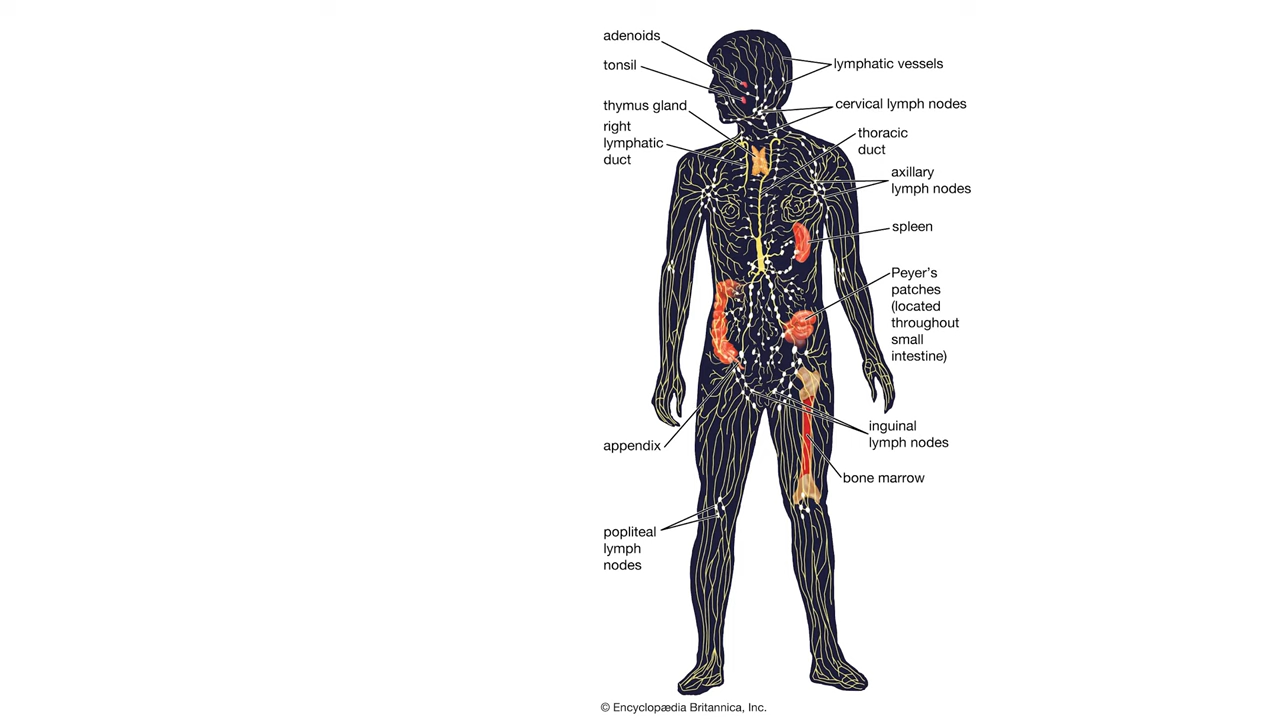 adenoids
tonsil
thymus gland
right
lymphatic
duct
appendix
popliteal
lymph
nodes
lymphatic vessels
cervical lymph nodes
thoracic
duct
axillary
lymph nodes
spleen
Peyer's
patches
(located
throughout
small
intestine)
inguinal
lymph nodes
bone marrow
© Encyclopædia Britannica, Inc.